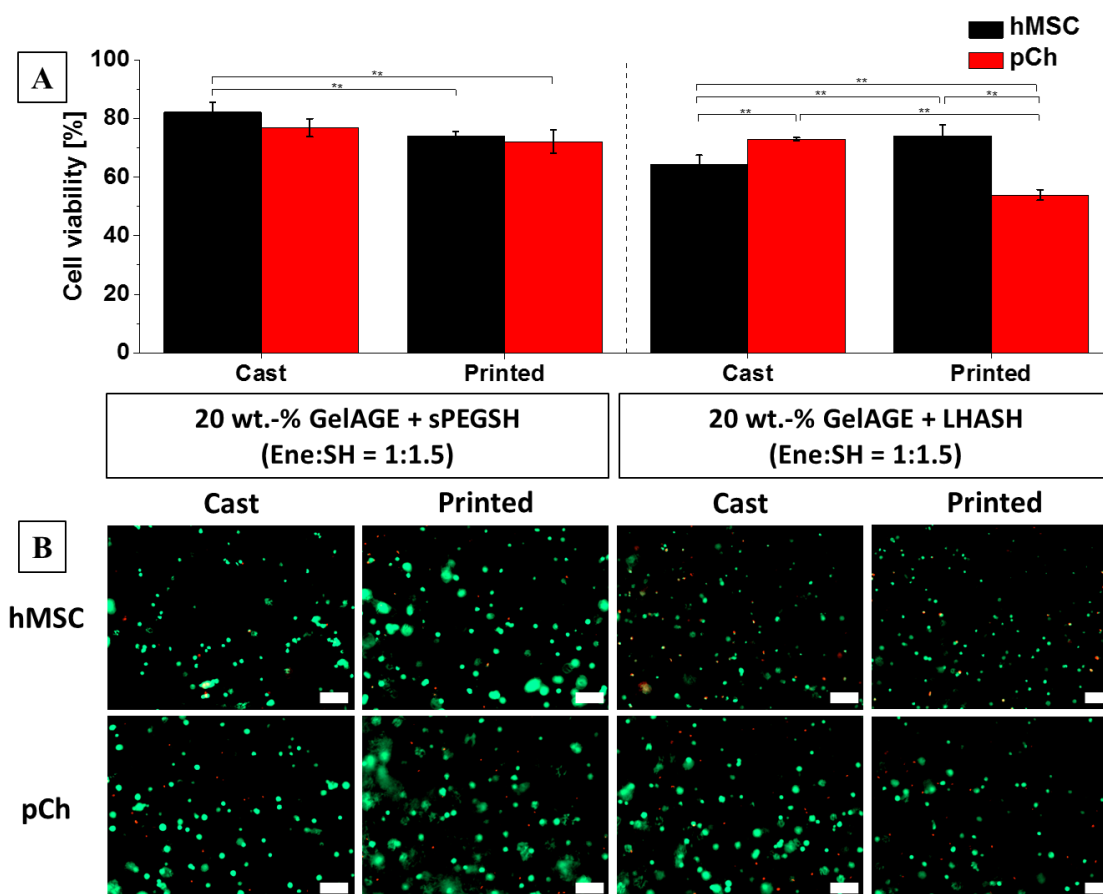 hMSC
pCh
A
Cell viability [%]
100
80
60
40
20
0
**
**
**
**
**
**
**
Cast
Printed
Cast
Printed
20 wt.-% GelAGE + sPEGSH
(Ene:SH = 1:1.5)
20 wt.-% GelAGE + LHASH
(Ene:SH = 1:1.5)
Cast
Printed
Cast
Printed
B
hMSC
pCh